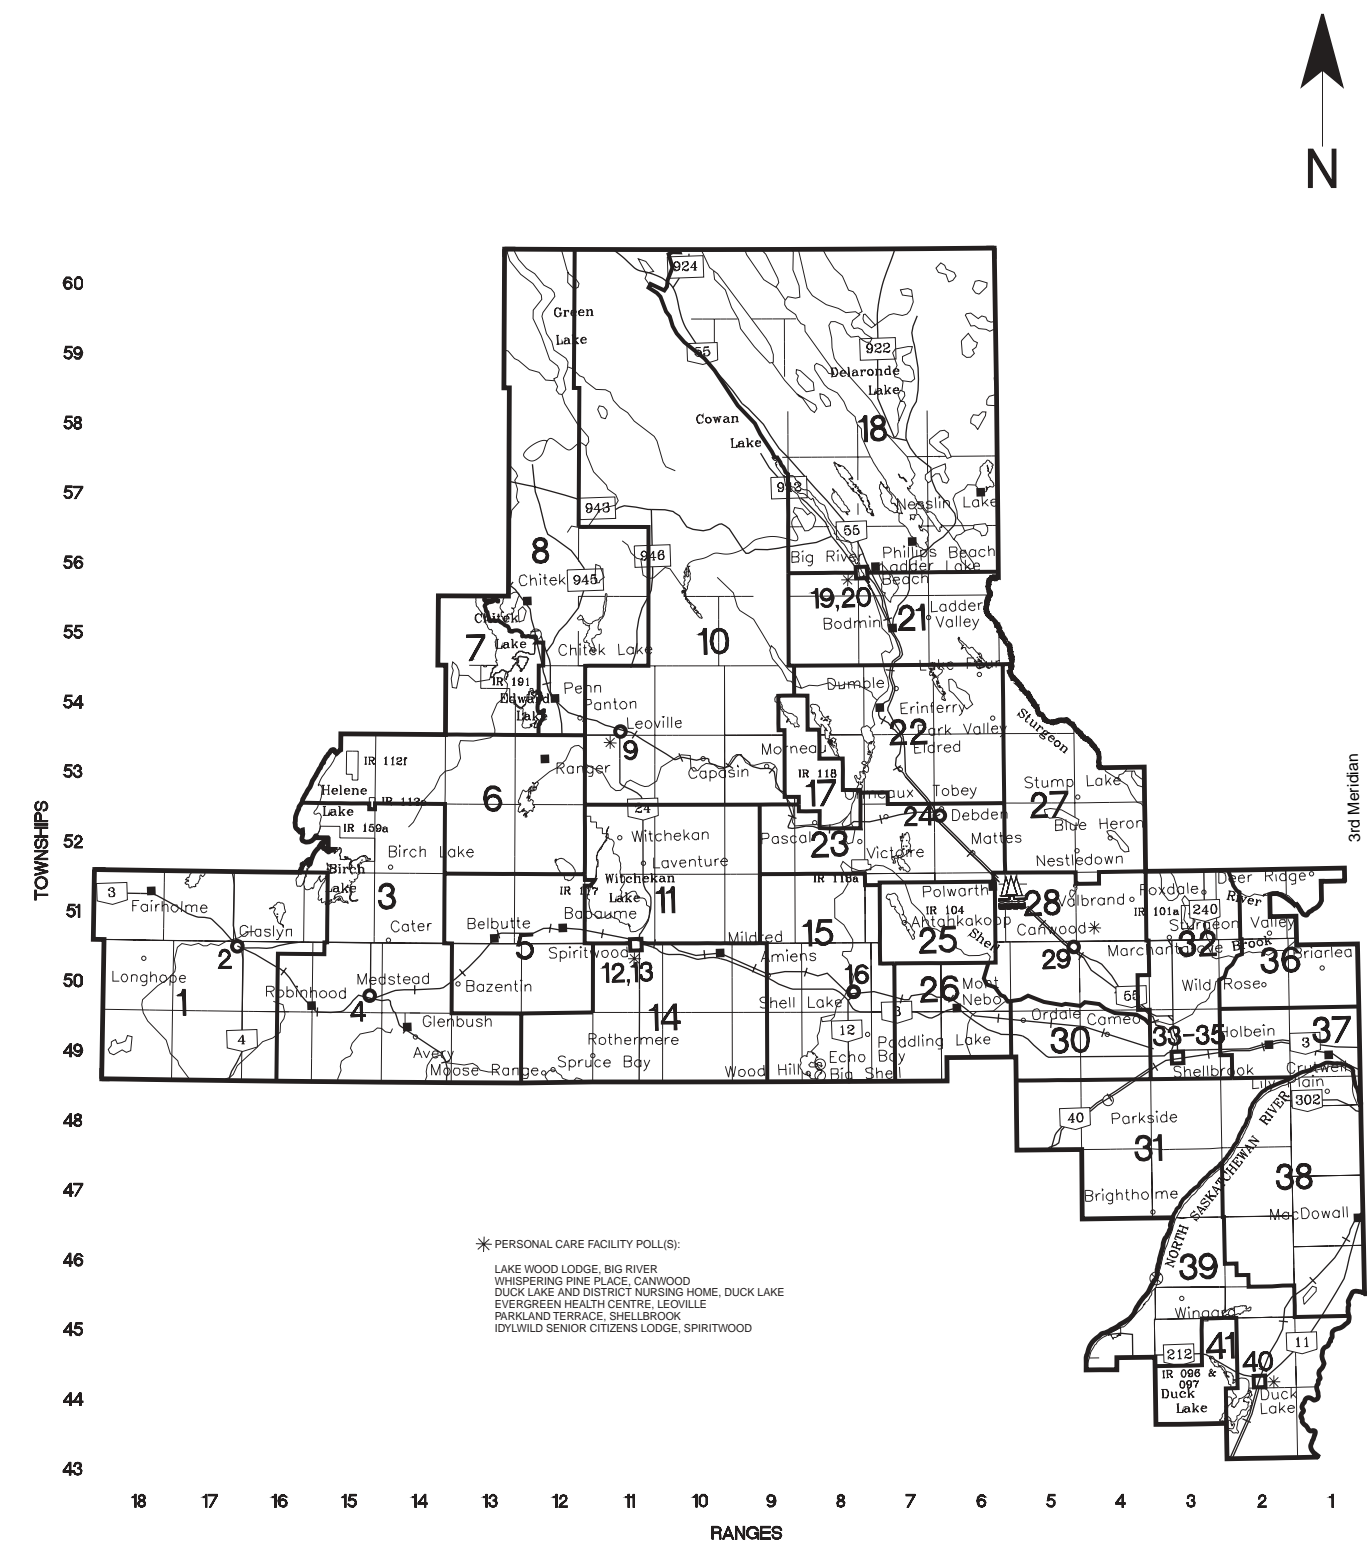 N
924
60
Green
Lake
59
55
922
Delaronde
Lake
Cowan
Lake
58
18
57
942
943
Nesslin Lake
55
8
56
946
Big River
Phillips Beach
Ladder Lake
Beach
Chitek
945
19,20
21
Ladder
Valley
Bodmin
55
Chitek
Lake
7
10
Chitek Lake
Lake Four
IR 191
Edward
Lake
Penn
Panton
Dumble
54
Leoville
9
Erinferry
22
Park Valley
Eldred
Sturgeon
Morneau
53
IR 112f
Ranger
Capasin
IR 118
Stump Lake
Helene
Lake
6
17
Ormeaux
Tobey
27
24
24
Debden
Blue Heron
IR 159a
Witchekan
Pascal
23
Mattes
52
Birch Lake
Laventure
Victoire
Nestledown
Birch
Lake
IR 117
Witchekan
Lake
IR 118a
Polwarth
Foxdale
Deer Ridge
3
Fairholme
3
11
IR 104
28
Valbrand
IR 101a
240
River
51
Babaume
Ahtahkakoop
Canwood
Sturgeon Valley
Glaslyn
Cater
Belbutte
15
25
Shell
32
Brook
2
5
Spiritwood
Mildred
Amiens
29
Marchantgrove
36
Briarlea
50
Longhope
Medstead
12,13
16
Mont
Nebo
1
Robinhood
4
Bazentin
Shell Lake
26
55
Wild Rose
14
3
Ordale
Cameo
Glenbush
12
30
33-35
Holbein
37
49
4
Avery
Rothermere
Paddling Lake
3
Moose Range
Spruce Bay
Wood Hill
Echo Bay
Big Shell
Shellbrook
Crutwell
Lily Plain
302
48
40
Parkside
31
NORTH SASKATCHEWAN RIVER
38
47
Brightholme
MacDowall
46
39
45
Wingard
11
212
41
40
IR 096 &
097
Duck
Lake
Duck
Lake
44
43
TOWNSHIPS
3rd Meridian
PERSONAL CARE FACILITY POLL(S):
LAKE WOOD LODGE, BIG RIVER
WHISPERING PINE PLACE, CANWOOD
DUCK LAKE AND DISTRICT NURSING HOME, DUCK LAKE
EVERGREEN HEALTH CENTRE, LEOVILLE
PARKLAND TERRACE, SHELLBROOK
IDYLWILD SENIOR CITIZENS LODGE, SPIRITWOOD
18 17 16 15 14 13 12 11 10 9 8 7 6 5 4 3 2 1
RANGES